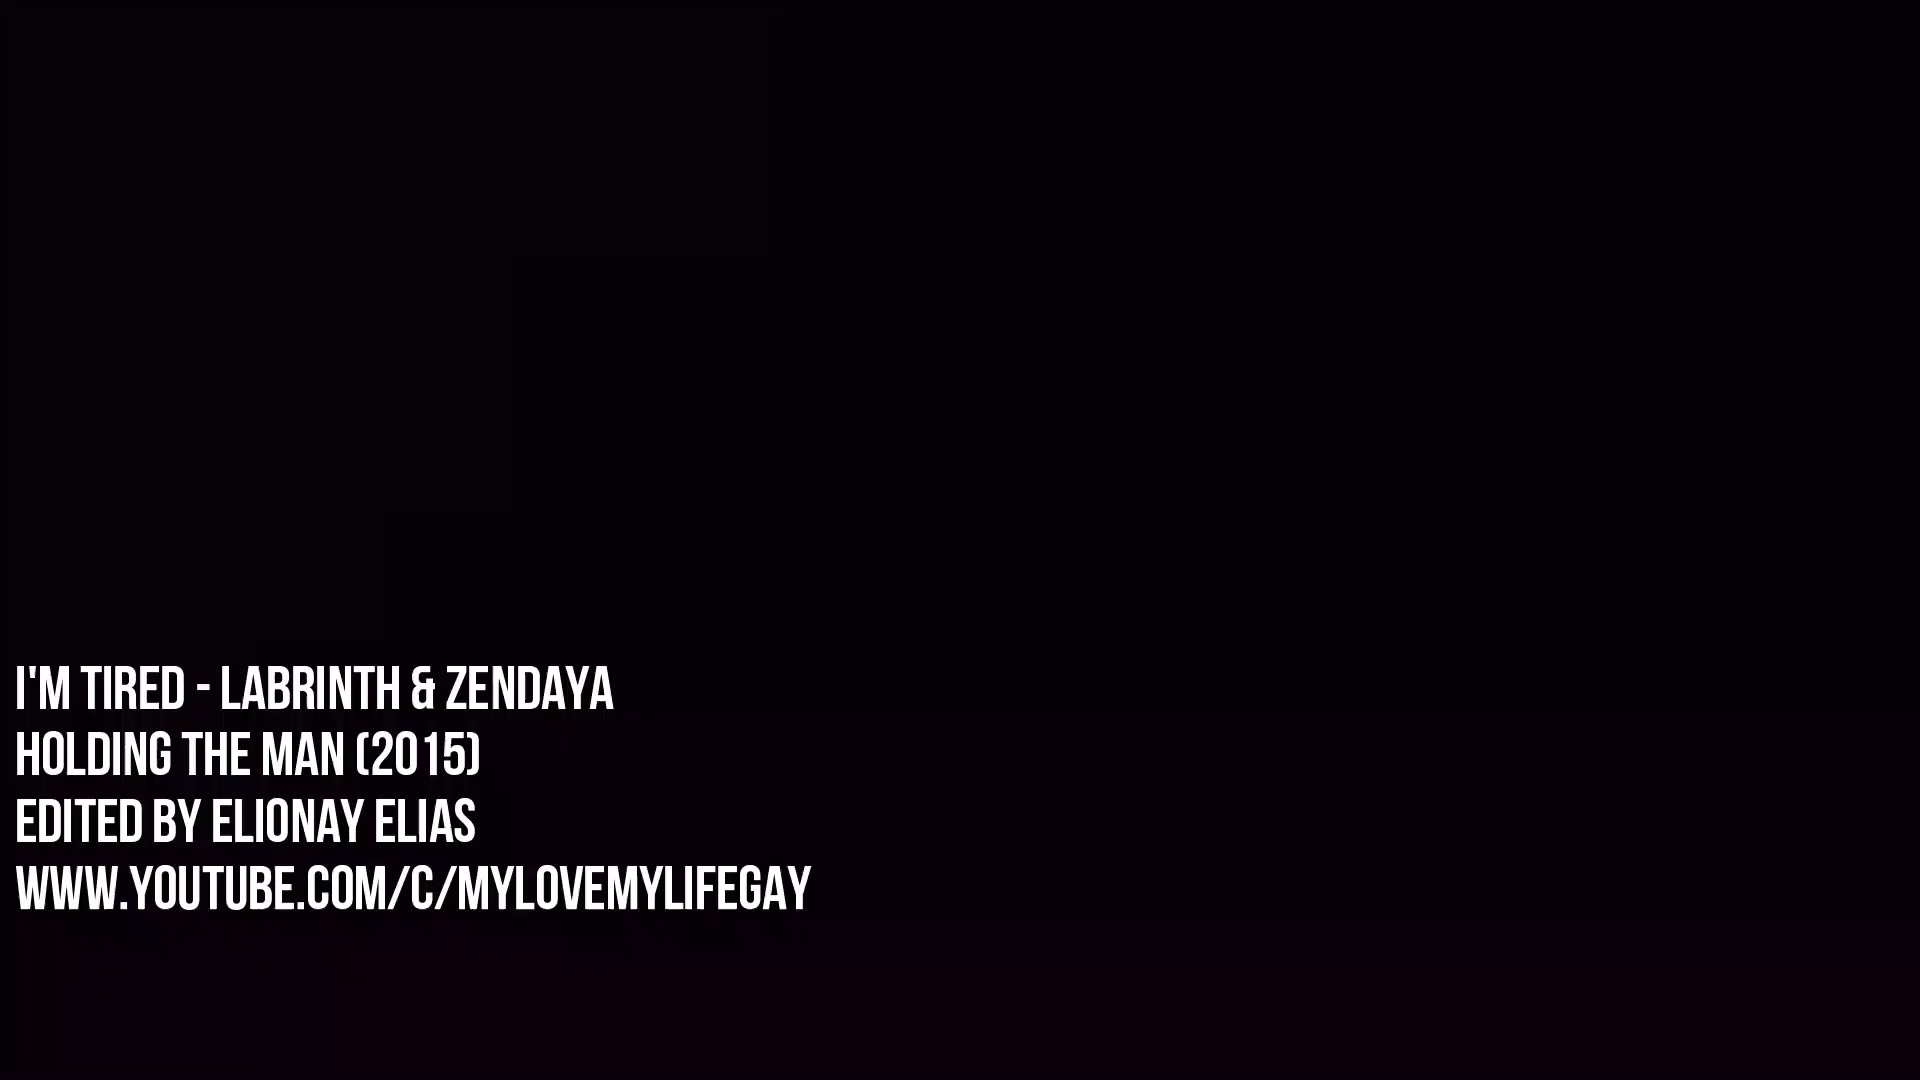 I'M TIRED - LABRINTH & ZENDAYA
HOLDING THE MAN (2015)
EDITED BY ELIONAY ELIAS
WWW.YOUTUBE.COM/C/MYLOVEMYLIFEGAY